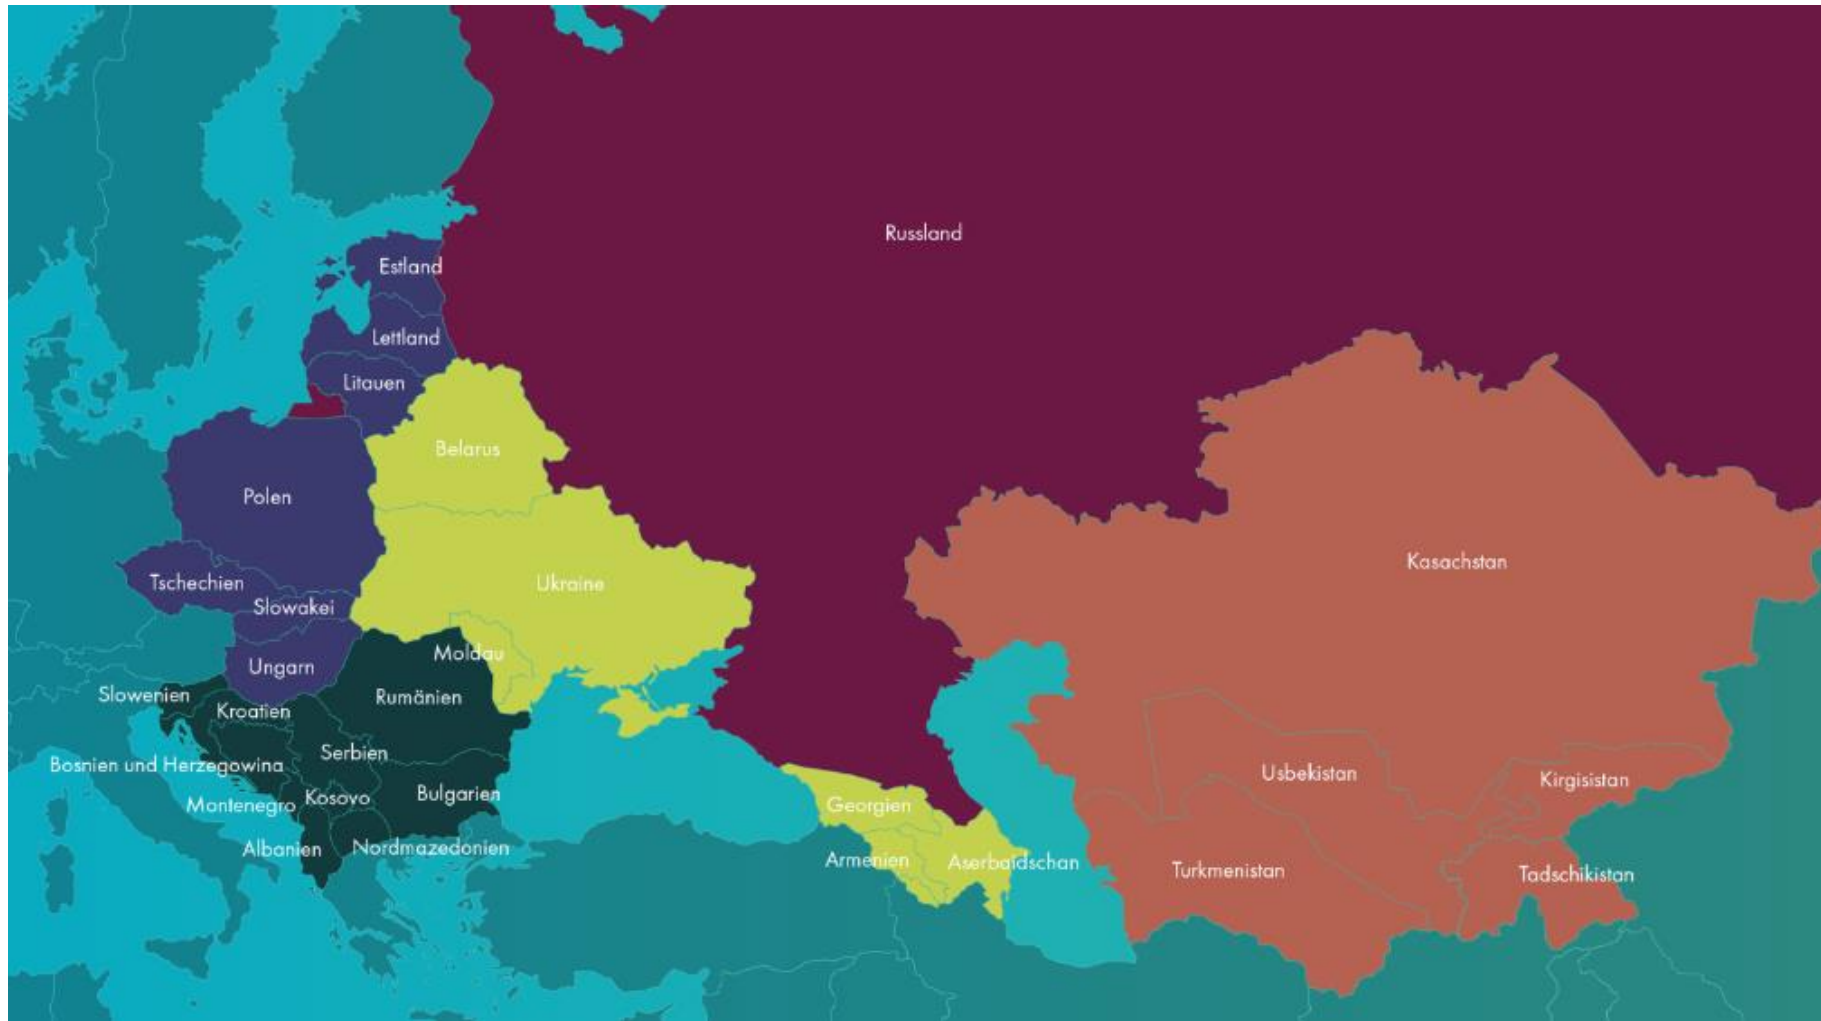 Russland
Estland
Lettland
Litauen
Belarus
Polen
Kasachstan
Tschechien
Ukraine
Slowakei
Moldau
Ungarn
Slowenien
Rumänien
Kroatien
Serbien
Bosnien und Herzegowina
Usbekistan
Kirgisistan
Bulgarien
Kosovo
Montenegro
Georgien
Albanien
Nordmazedonien
Armenien
Aserbaidschan
Turkmenistan
Tadschikistan